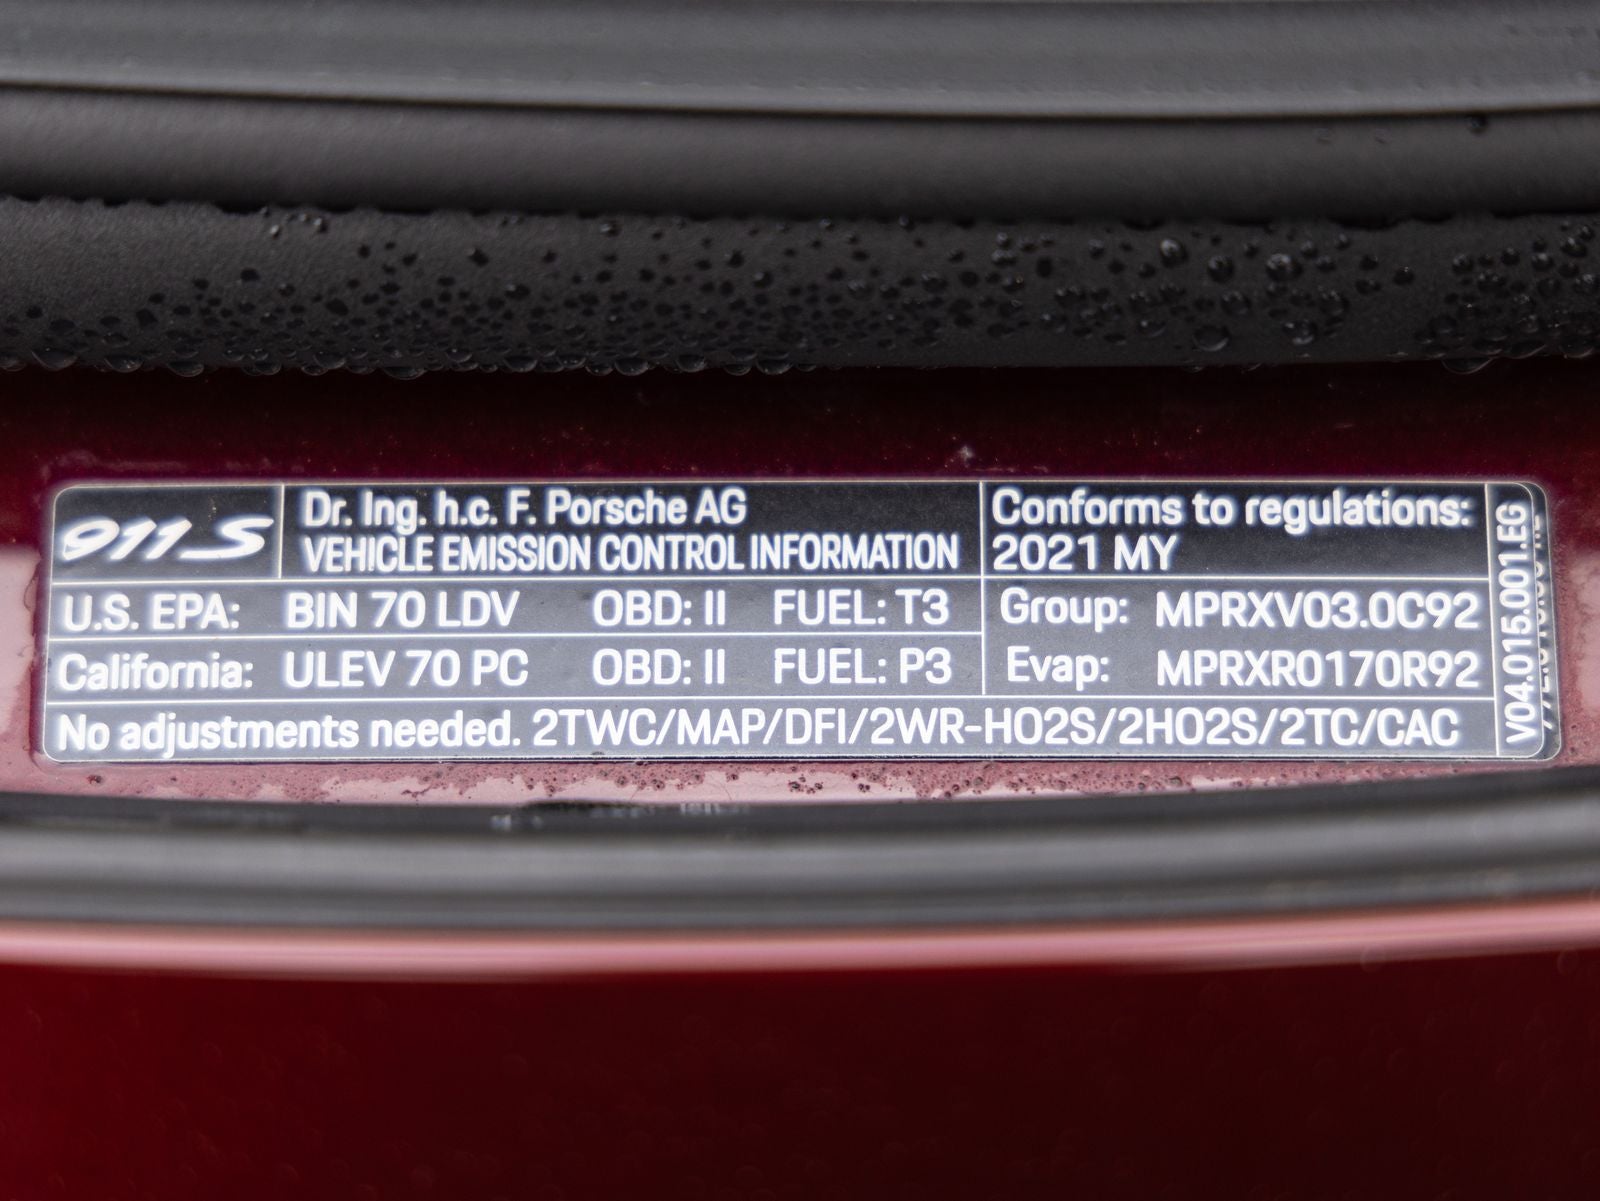 911 S
Dr. Ing. h.c. F. Porsche AG
VEHICLE EMISSION CONTROL INFORMATION
Conforms to regulations:
2021 MY
U.S. EPA: BIN 70 LDV OBD: II FUEL: T3
Group: MPRXV03.0C92
California: ULEV 70 PC OBD: II FUEL: P3
Evap: MPRXR0170R92
No adjustments needed. 2TWC/MAP/DFI/2WR-HO2S/2HO2S/2TC/CAC
V04.015.001.EG